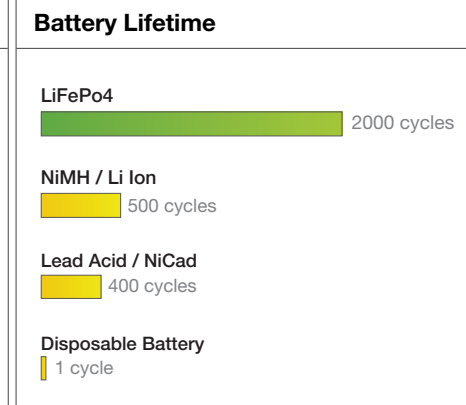 Battery Lifetime
LiFePo4
2000 cycles
NiMH / Li Ion
500 cycles
Lead Acid / NiCad
400 cycles
Disposable Battery
1 cycle